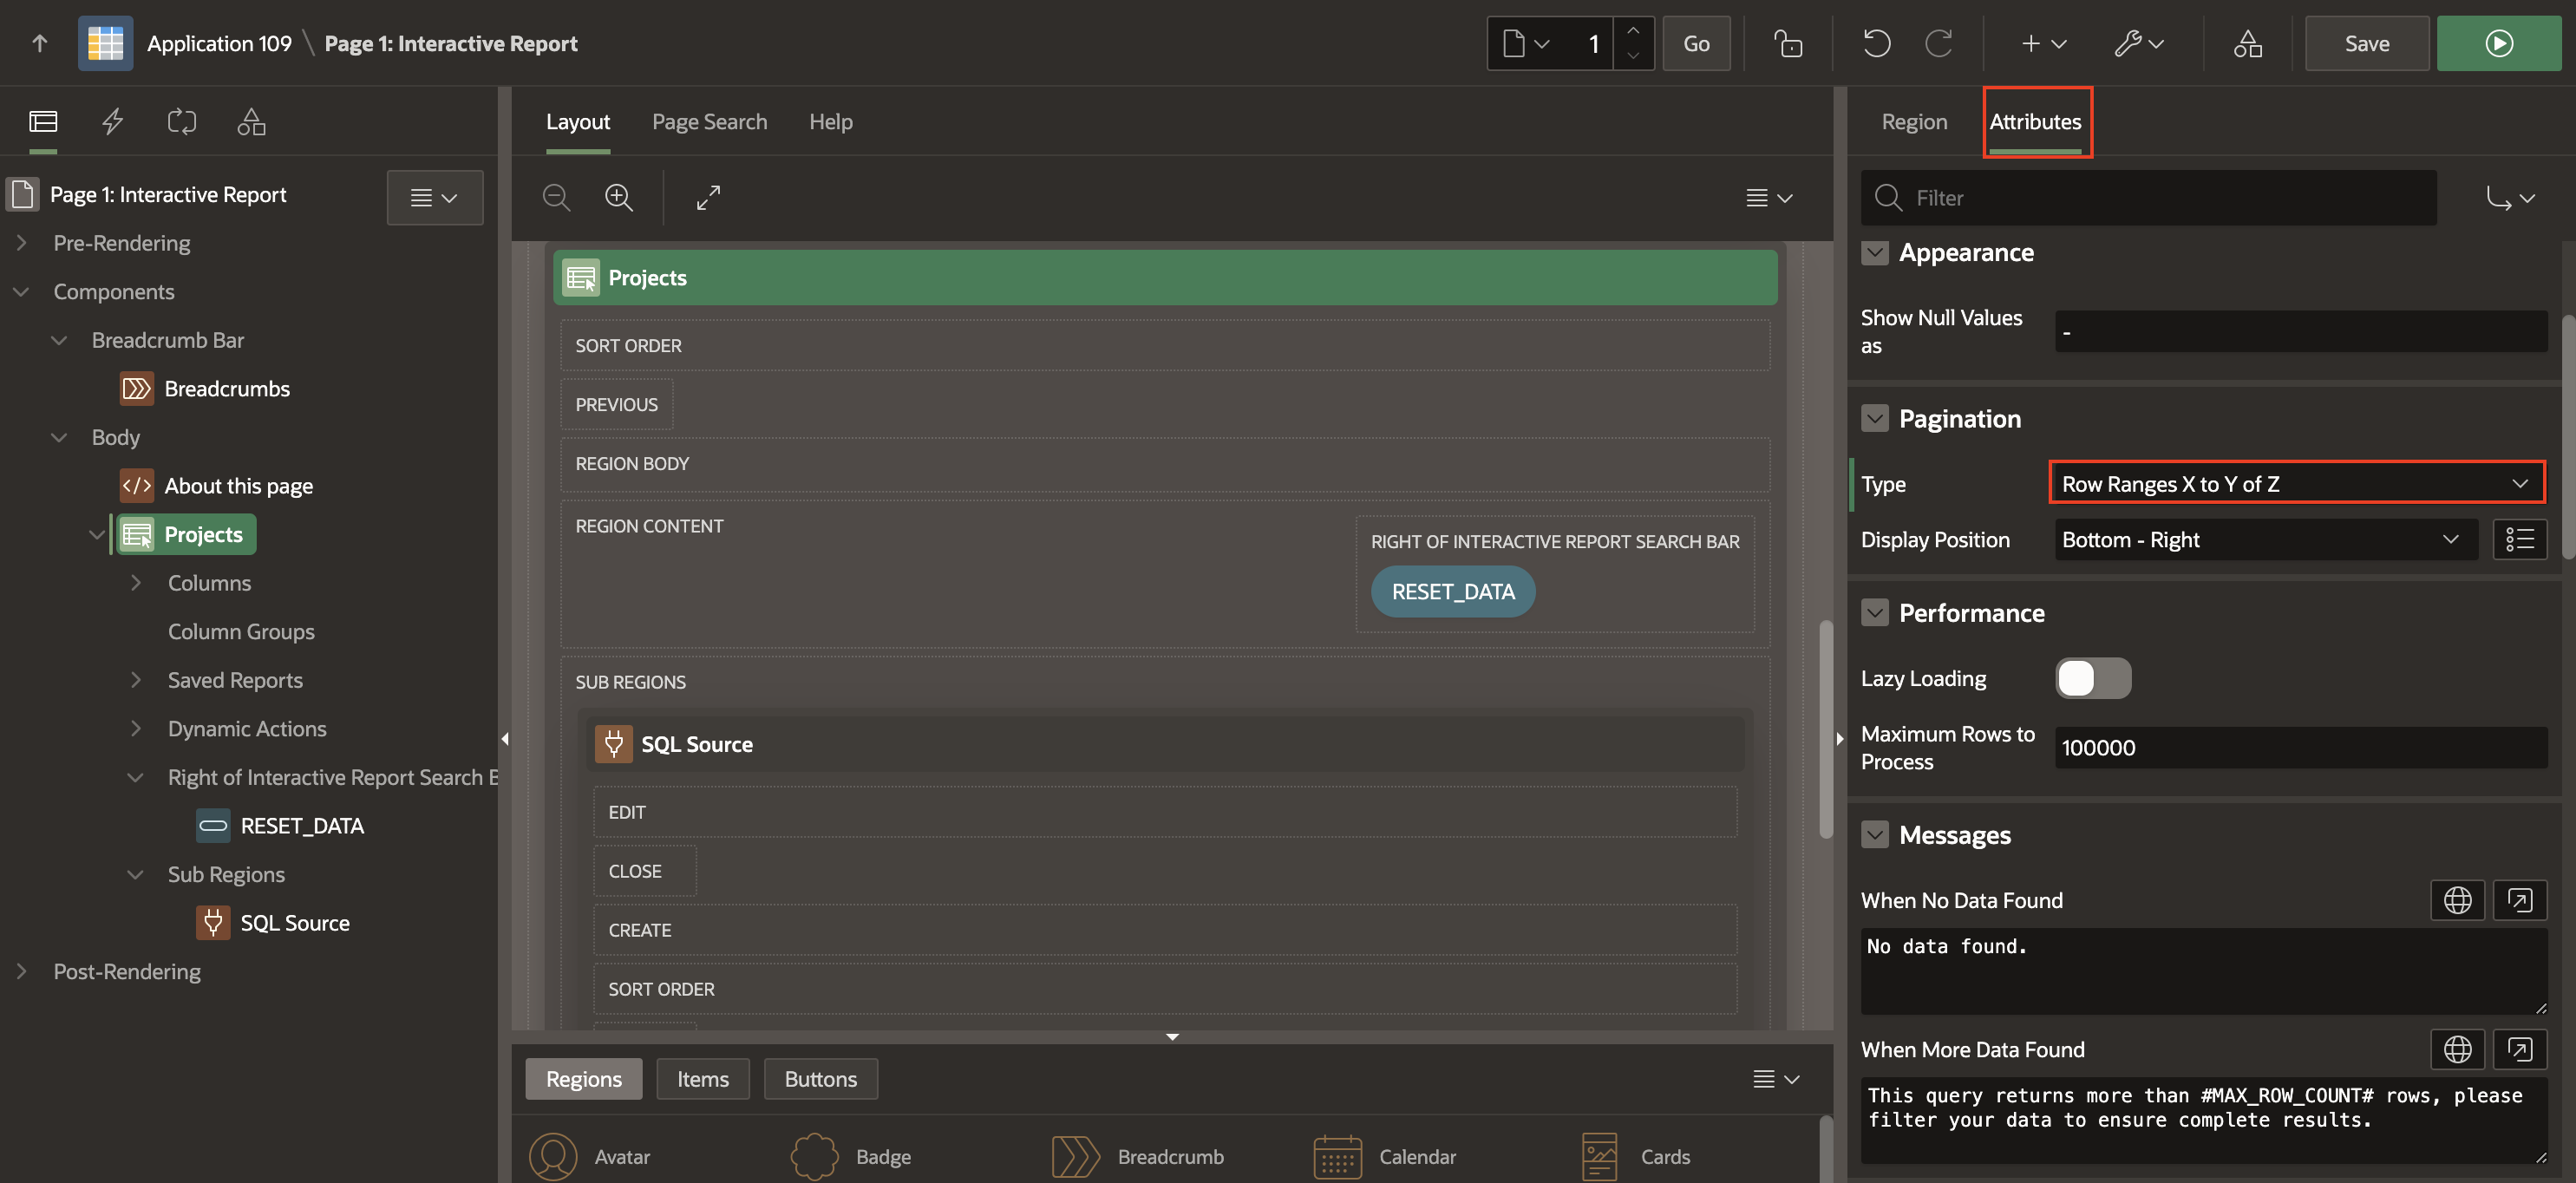 Application 109 \ Page 1: Interactive Report
1
Go
Save
Page 1: Interactive Report
Pre-Rendering
Components
Breadcrumb Bar
Breadcrumbs
Body
About this page
Projects
Columns
Column Groups
Saved Reports
Dynamic Actions
Right of Interactive Report Search B
RESET_DATA
Sub Regions
SQL Source
Post-Rendering
Layout
Page Search
Help
Projects
SORT ORDER
PREVIOUS
REGION BODY
REGION CONTENT
RIGHT OF INTERACTIVE REPORT SEARCH BAR
RESET_DATA
SUB REGIONS
SQL Source
EDIT
CLOSE
CREATE
SORT ORDER
Regions
Items
Buttons
Avatar
Badge
Breadcrumb
Calendar
Cards
Region
Attributes
Filter
Appearance
Show Null Values
as
-
Pagination
Type
Row Ranges X to Y of Z
Display Position
Bottom - Right
Performance
Lazy Loading
Maximum Rows to
Process
100000
Messages
When No Data Found
No data found.
When More Data Found
This query returns more than #MAX_ROW_COUNT# rows, please
filter your data to ensure complete results.